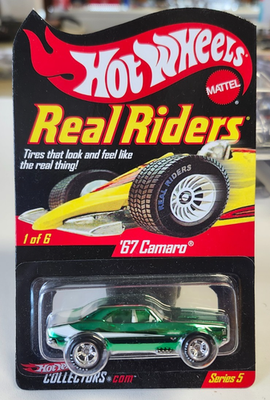 Hot Wheels
MATTEL
Real Riders
Tires that look and feel like
the real thing!
REAL RIDERS
1 of 6
'67 Camaro
Hot Wheels
COLLECTORS.com
Series 5